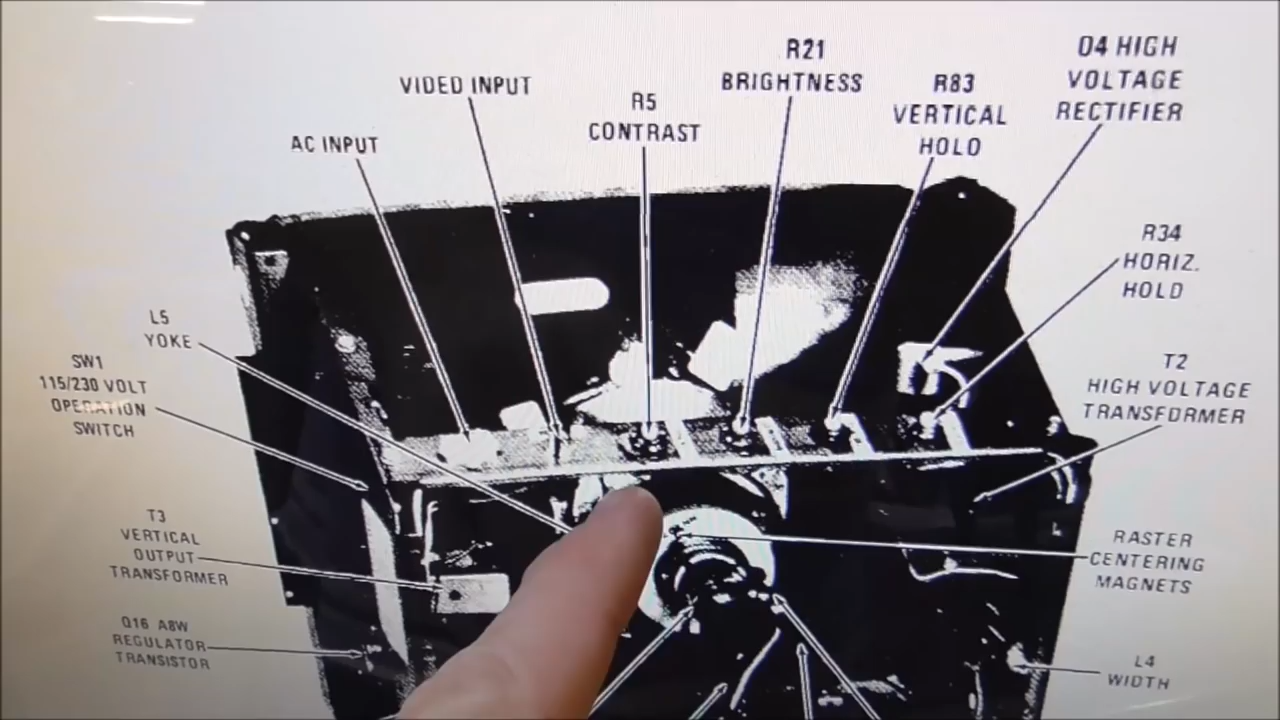 R21
BRIGHTNESS
04 HIGH
VOLTAGE
RECTIFIER
VIDEO INPUT
R5
CONTRAST
R83
VERTICAL
HOLD
AC INPUT
R34
HORIZ.
HOLD
L5
YOKE
SW1
115/230 VOLT
OPERATION
SWITCH
T2
HIGH VOLTAGE
TRANSFORMER
T3
VERTICAL
OUTPUT
TRANSFORMER
RASTER
CENTERING
MAGNETS
Q16 A8W
REGULATOR
TRANSISTOR
L4
WIDTH